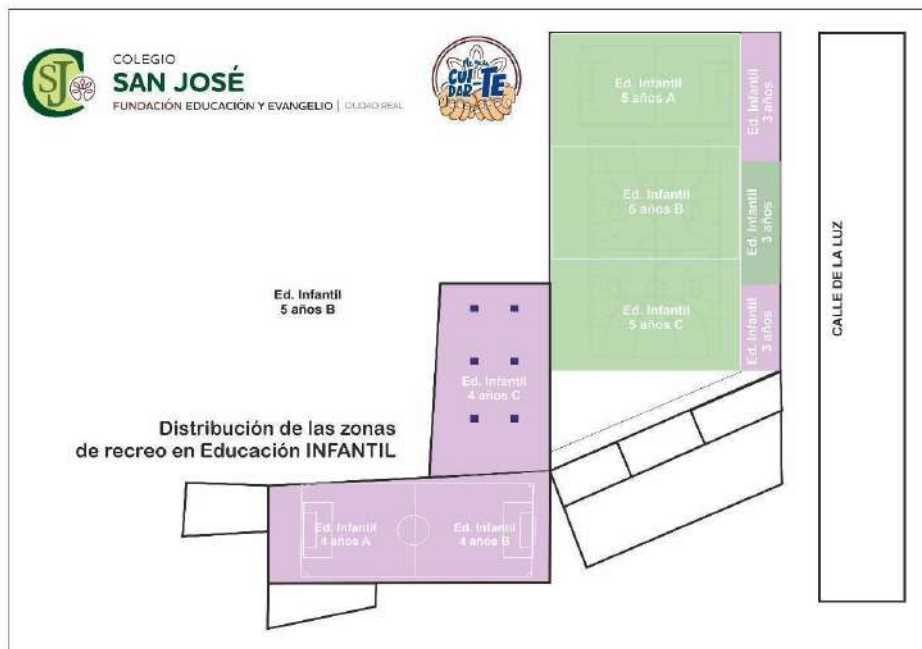 COLEGIO
SAN JOSÉ
FUNDACIÓN EDUCACIÓN Y EVANGELIO | CIUDAD REAL
CUI
DAR-TE
Ed. Infantil
5 años A
Ed. Infantil
3 años
Ed. Infantil
5 años B
Ed. Infantil
3 años
Ed. Infantil
5 años C
Ed. Infantil
3 años
CALLE DE LA LUZ
Ed. Infantil
5 años B
Ed. Infantil
4 años C
Distribución de las zonas
de recreo en Educación INFANTIL
Ed. Infantil
4 años A
Ed. Infantil
4 años B